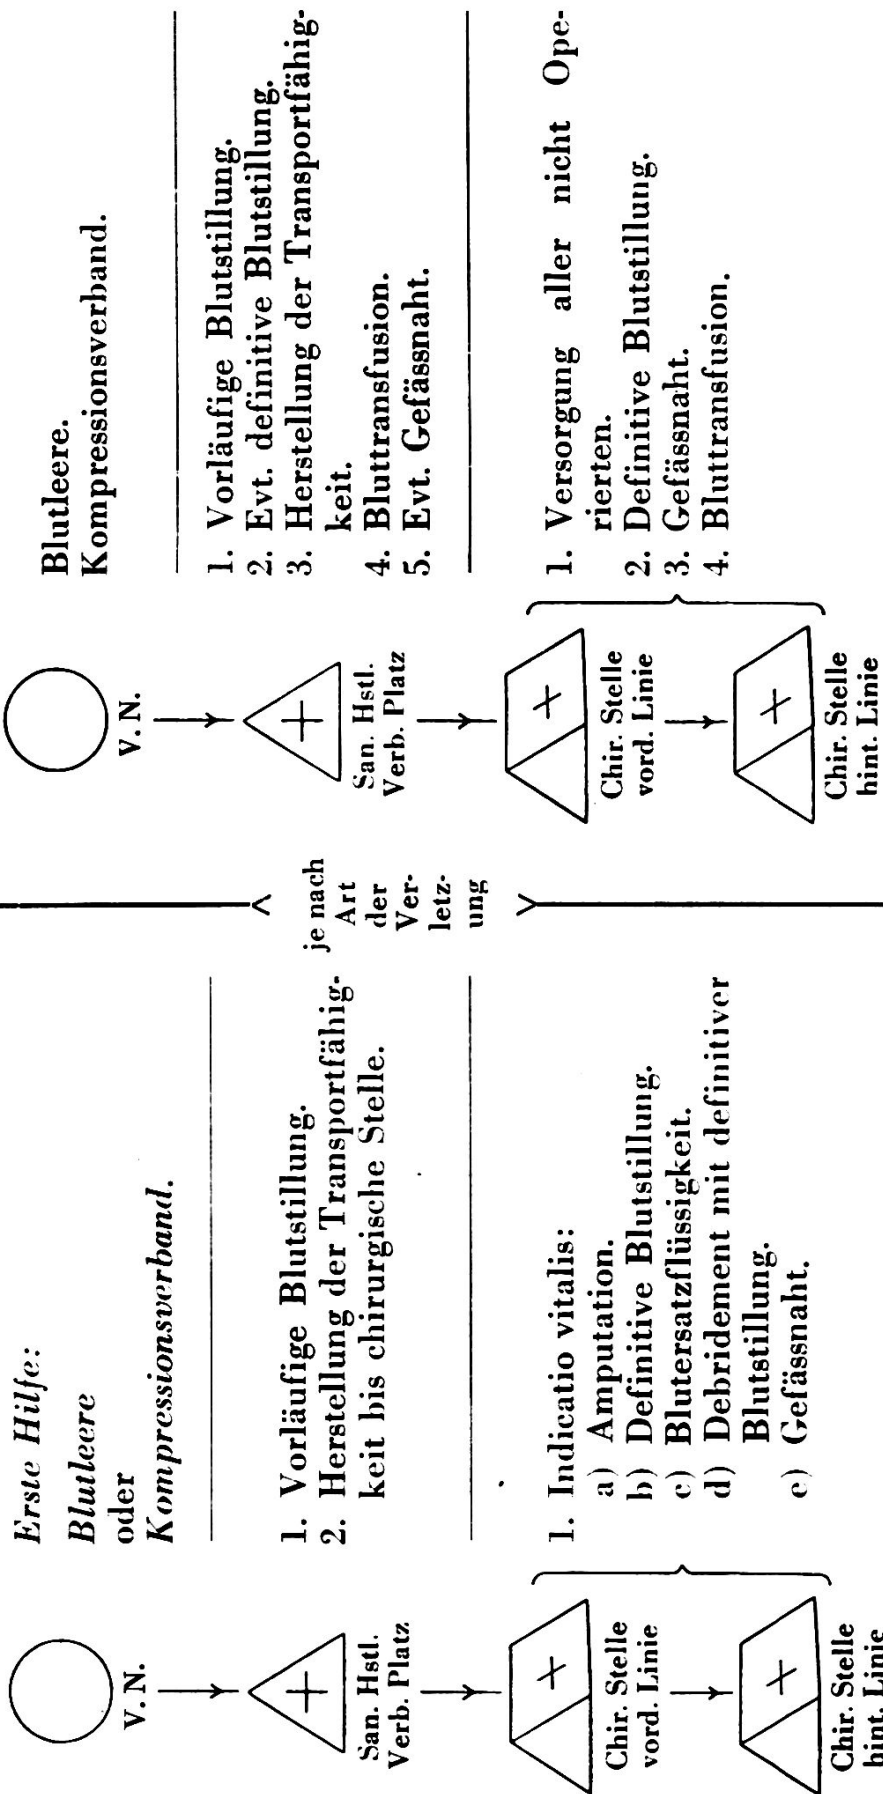 Erste Hilfe:
Blutleere
oder
Kompressionsverband.
V. N.
1. Vorläufige Blutstillung.
2. Herstellung der Transportfähig-
keit bis chirurgische Stelle.
San. Hstl.
Verb. Platz
1. Indicatio vitalis:
a) Amputation.
b) Definitive Blutstillung.
c) Blutersatzflüssigkeit.
d) Debridement mit definitiver
Blutstillung.
e) Gefässnaht.
Chir. Stelle
vord. Linie
Chir. Stelle
hint. Linie
je nach
Art
der
Ver-
letz-
ung
Blutleere.
Kompressionsverband.
V. N.
1. Vorläufige Blutstillung.
2. Evt. definitive Blutstillung.
3. Herstellung der Transportfähig-
keit.
4. Bluttransfusion.
5. Evt. Gefässnaht.
San. Hstl.
Verb. Platz
1. Versorgung aller nicht Ope-
rierten.
2. Definitive Blutstillung.
3. Gefässnaht.
4. Bluttransfusion.
Chir. Stelle
vord. Linie
Chir. Stelle
hint. Linie